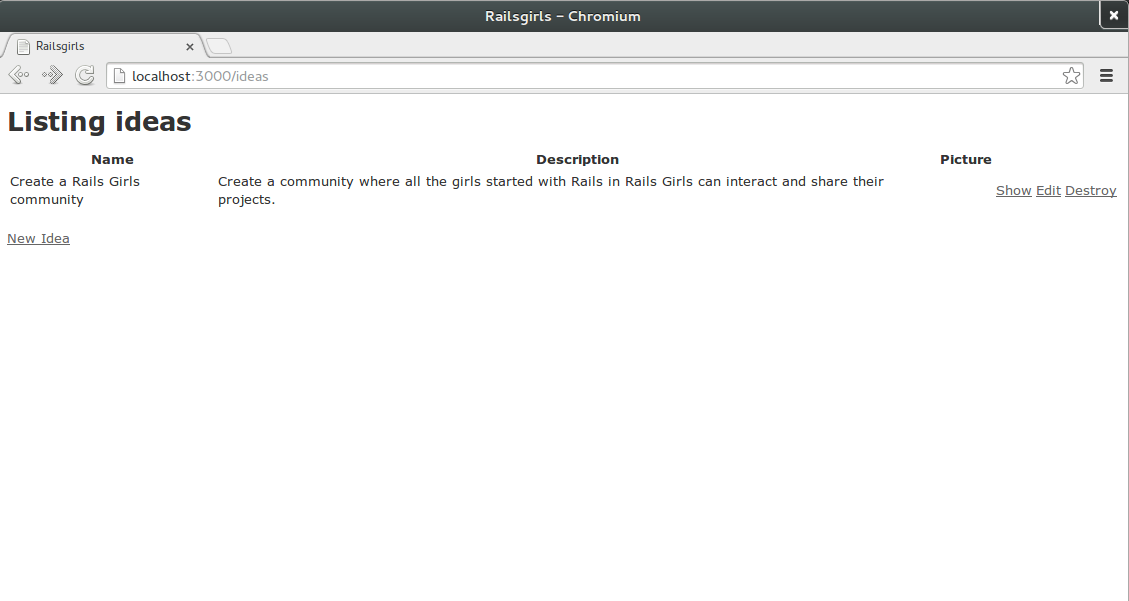 Railsgirls – Chromium
Railsgirls
localhost:3000/ideas
Listing ideas
Name Description Picture
Create a Rails Girls Create a community where all the girls started with Rails in Rails Girls can interact and share their
community projects.
Show Edit Destroy
New Idea